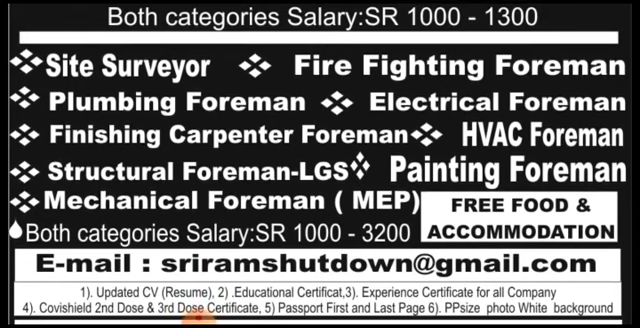 Both categories Salary:SR 1000 - 1300
Site Surveyor Fire Fighting Foreman
Plumbing Foreman Electrical Foreman
Finishing Carpenter Foreman HVAC Foreman
Structural Foreman-LGS Painting Foreman
Mechanical Foreman ( MEP) FREE FOOD &
Both categories Salary:SR 1000 - 3200 ACCOMMODATION
E-mail : sriramshutdown@gmail.com
1). Updated CV (Resume), 2) .Educational Certificat,3). Experience Certificate for all Company
4). Covishield 2nd Dose & 3rd Dose Certificate, 5) Passport First and Last Page 6). PPsize photo White background